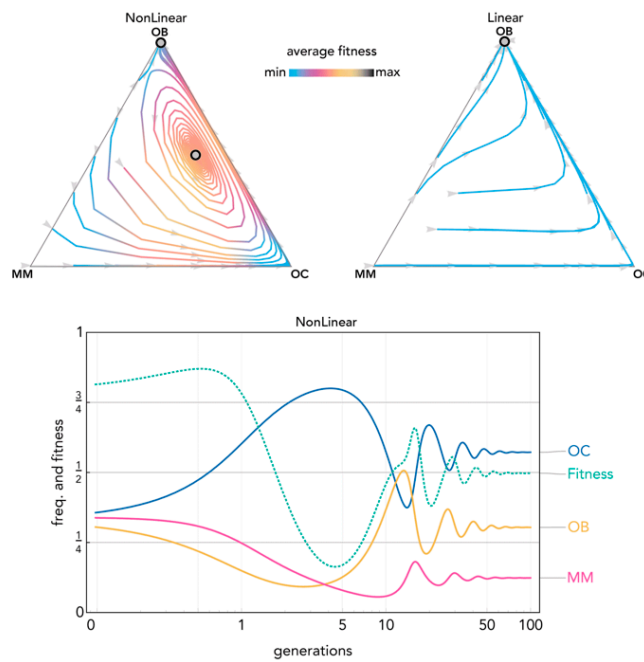 NonLinear
OB
average fitness
min
max
MM
OC
Linear
OB
MM
NonLinear
1
3/4
1/2
1/4
0
freq. and fitness
OC
Fitness
OB
MM
0
1
5
10
50
100
generations